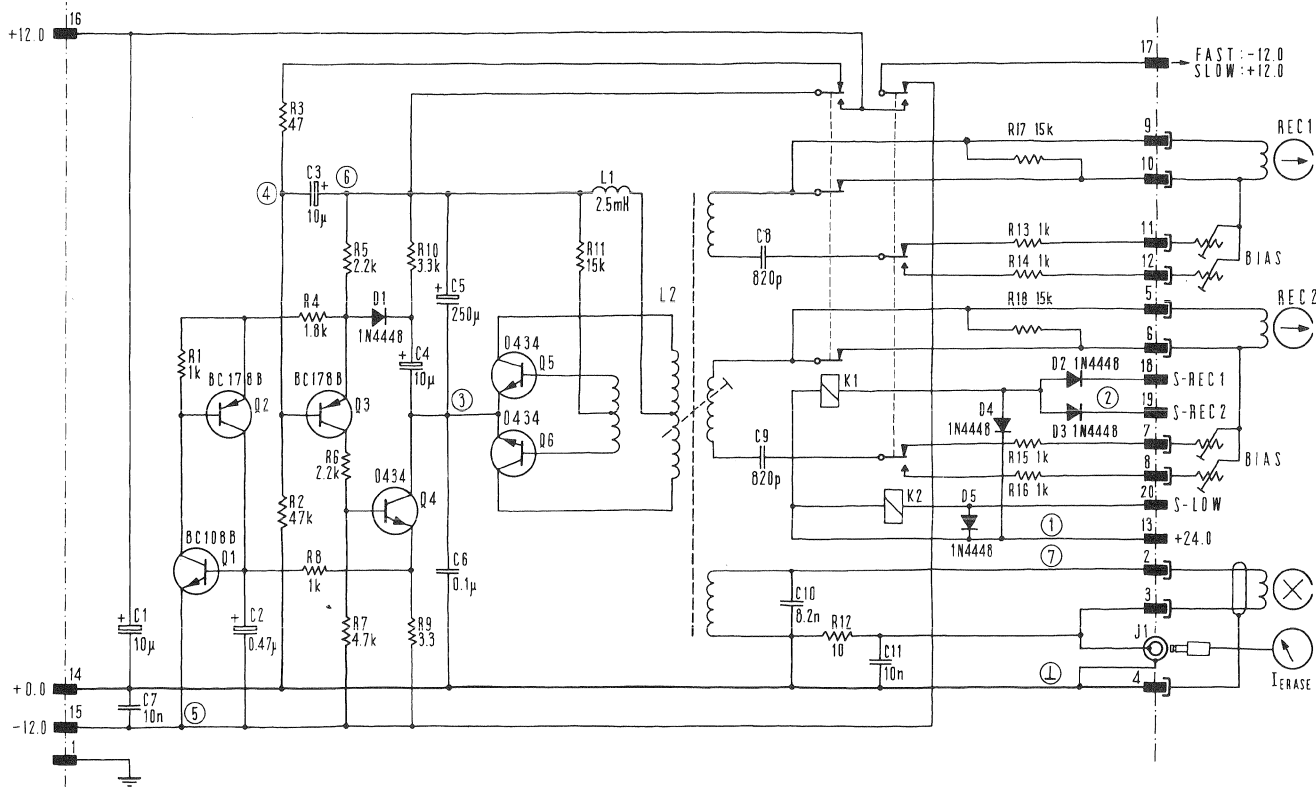 16
+12.0
17
FAST:-12.0
SLOW:+12.0
R3
47
R17 15k
9
REC1
10
C3
+
10µ
4
6
L1
2.5mH
R5
2.2k
R10
3.3k
R11
15k
C8
820p
R13 1k
11
R14 1k
12
BIAS
C5
+
250µ
L2
R18 15k
5
REC2
6
R4
1.8k
D1
1N4448
R1
1k
C4
+
10µ
0434
Q5
BC178B
Q2
BC178B
Q3
3
0434
Q6
K1
D2 1N4448
18
S-REC1
2
19
S-REC2
D4
1N4448
D3 1N4448
7
R15 1k
8
R16 1k
BIAS
C9
820p
R6
2.2k
0434
Q4
R2
47k
K2
D5
1N4448
20
S-LOW
1
13
+24.0
BC108B
Q1
R8
1k
C6
0.1µ
7
2
3
C1
+
10µ
C2
0.47µ
R7
4.7k
R9
3.3
C10
8.2n
R12
10
C11
10n
J1
IERASE
14
+0.0
4
C7
10n
15
-12.0
5
1